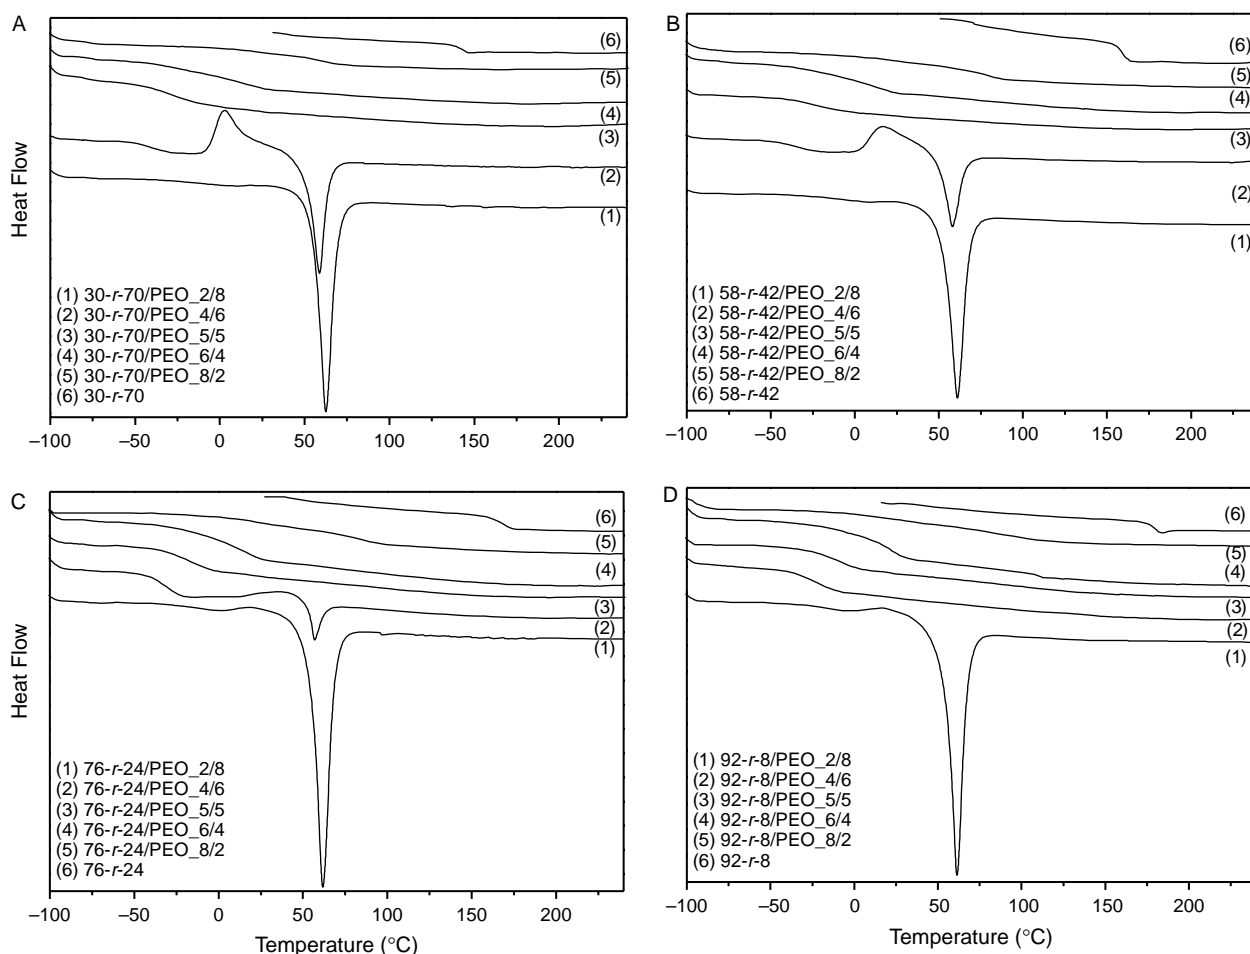 A
(6)
(5)
(4)
(3)
(2)
(1)
Heat Flow
(1) 30-r-70/PEO_2/8
(2) 30-r-70/PEO_4/6
(3) 30-r-70/PEO_5/5
(4) 30-r-70/PEO_6/4
(5) 30-r-70/PEO_8/2
(6) 30-r-70
–100 –50 0 50 100 150 200
B
(6)
(5)
(4)
(3)
(2)
(1)
(1) 58-r-42/PEO_2/8
(2) 58-r-42/PEO_4/6
(3) 58-r-42/PEO_5/5
(4) 58-r-42/PEO_6/4
(5) 58-r-42/PEO_8/2
(6) 58-r-42
–100 –50 0 50 100 150 200
C
(6)
(5)
(4)
(3)
(2)
(1)
Heat Flow
(1) 76-r-24/PEO_2/8
(2) 76-r-24/PEO_4/6
(3) 76-r-24/PEO_5/5
(4) 76-r-24/PEO_6/4
(5) 76-r-24/PEO_8/2
(6) 76-r-24
–100 –50 0 50 100 150 200
Temperature (°C)
D
(6)
(5)
(4)
(3)
(2)
(1)
(1) 92-r-8/PEO_2/8
(2) 92-r-8/PEO_4/6
(3) 92-r-8/PEO_5/5
(4) 92-r-8/PEO_6/4
(5) 92-r-8/PEO_8/2
(6) 92-r-8
–100 –50 0 50 100 150 200
Temperature (°C)